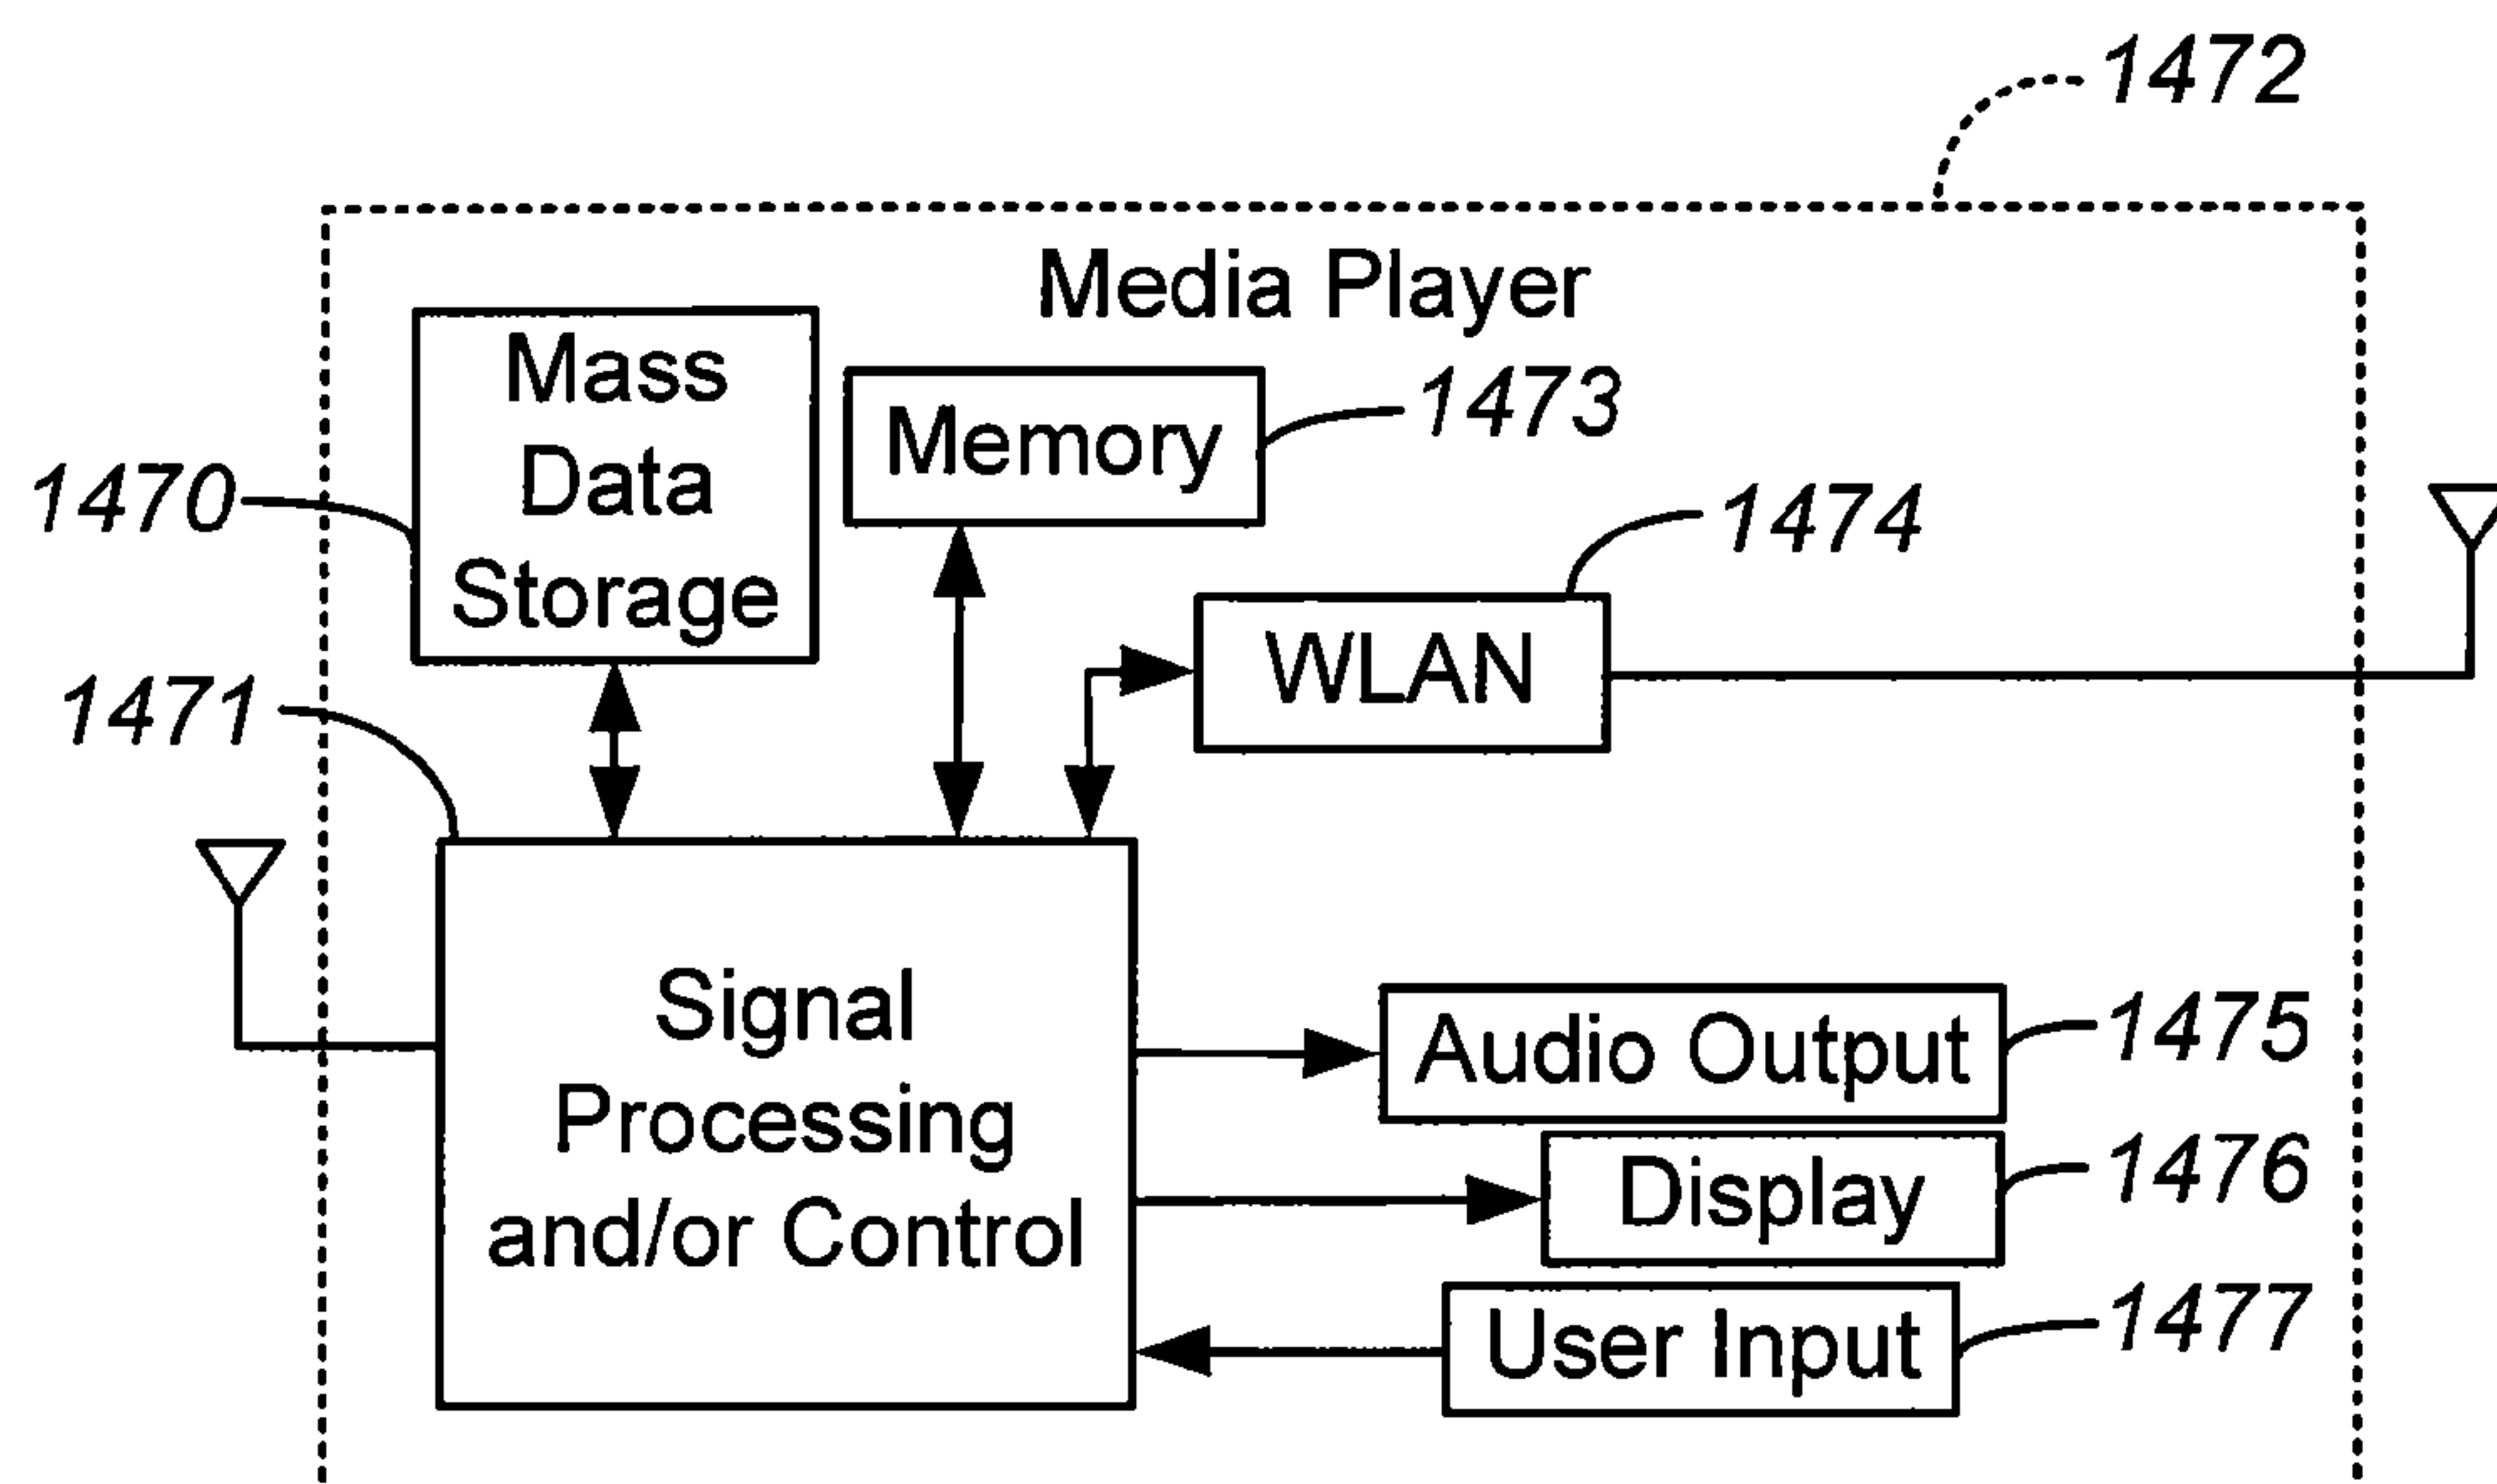 1472
Media Player
Mass
Data
Storage
Memory
1473
1470
1474
WLAN
1471
Signal
Processing
and/or Control
Audio Output
1475
Display
1476
User Input
1477